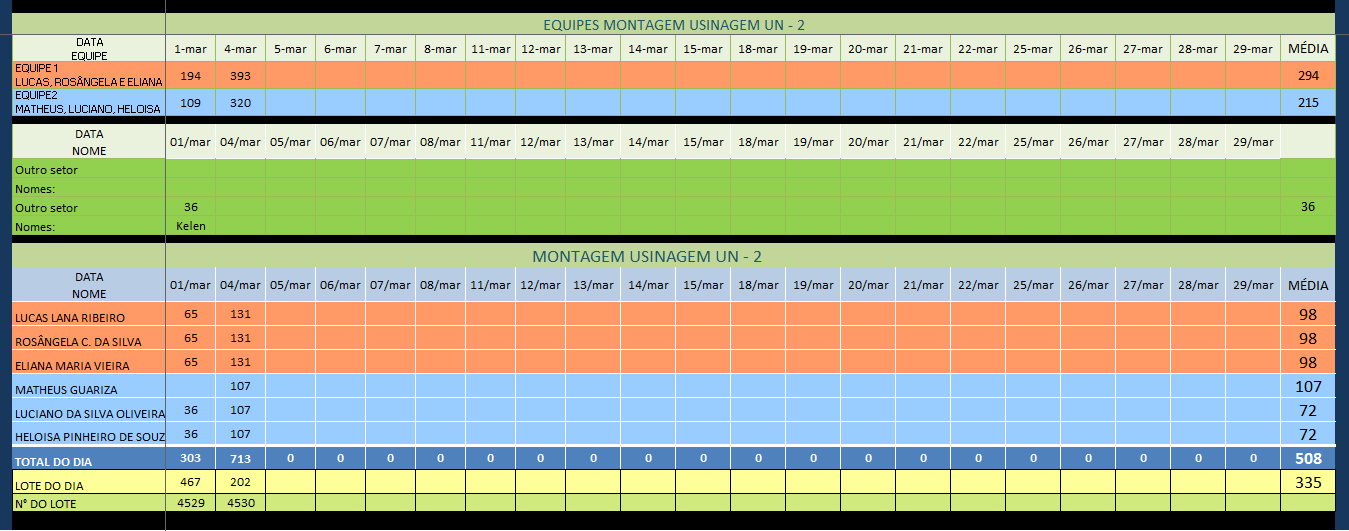 EQUIPES MONTAGEM USINAGEM UN - 2
DATA
EQUIPE
1-mar 4-mar 5-mar 6-mar 7-mar 8-mar 11-mar 12-mar 13-mar 14-mar 15-mar 18-mar 19-mar 20-mar 21-mar 22-mar 25-mar 26-mar 27-mar 28-mar 29-mar MÉDIA
EQUIPE 1
LUCAS, ROSÂNGELA E ELIANA
194 393 294
EQUIPE2
MATHEUS, LUCIANO, HELOISA
109 320 215
DATA
NOME
01/mar 04/mar 05/mar 06/mar 07/mar 08/mar 11/mar 12/mar 13/mar 14/mar 15/mar 18/mar 19/mar 20/mar 21/mar 22/mar 25/mar 26/mar 27/mar 28/mar 29/mar
Outro setor
Nomes:
Outro setor 36 36
Nomes: Kelen
MONTAGEM USINAGEM UN - 2
DATA
NOME
01/mar 04/mar 05/mar 06/mar 07/mar 08/mar 11/mar 12/mar 13/mar 14/mar 15/mar 18/mar 19/mar 20/mar 21/mar 22/mar 25/mar 26/mar 27/mar 28/mar 29/mar MÉDIA
LUCAS LANA RIBEIRO 65 131 98
ROSÂNGELA C. DA SILVA 65 131 98
ELIANA MARIA VIEIRA 65 131 98
MATHEUS GUARIZA 107 107
LUCIANO DA SILVA OLIVEIRA 36 107 72
HELOISA PINHEIRO DE SOUZ 36 107 72
TOTAL DO DIA 303 713 0 0 0 0 0 0 0 0 0 0 0 0 0 0 0 0 0 0 0 508
LOTE DO DIA 467 202 335
N° DO LOTE 4529 4530